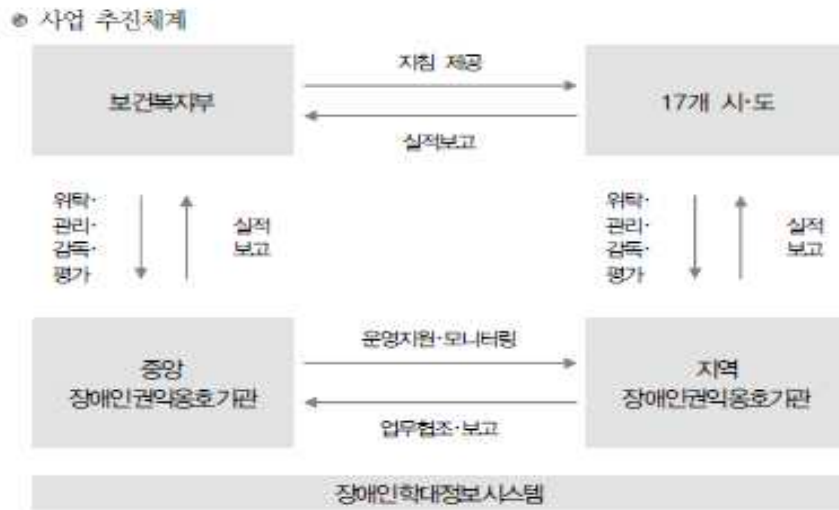 사업 추진체계
보건복지부
지침 제공
실적보고
17개 시·도
위탁·
관리·
감독·
평가
실적
보고
위탁·
관리·
감독·
평가
실적
보고
중앙
장애인권익옹호기관
운영지원·모니터링
업무협조·보고
지역
장애인권익옹호기관
장애인학대정보시스템